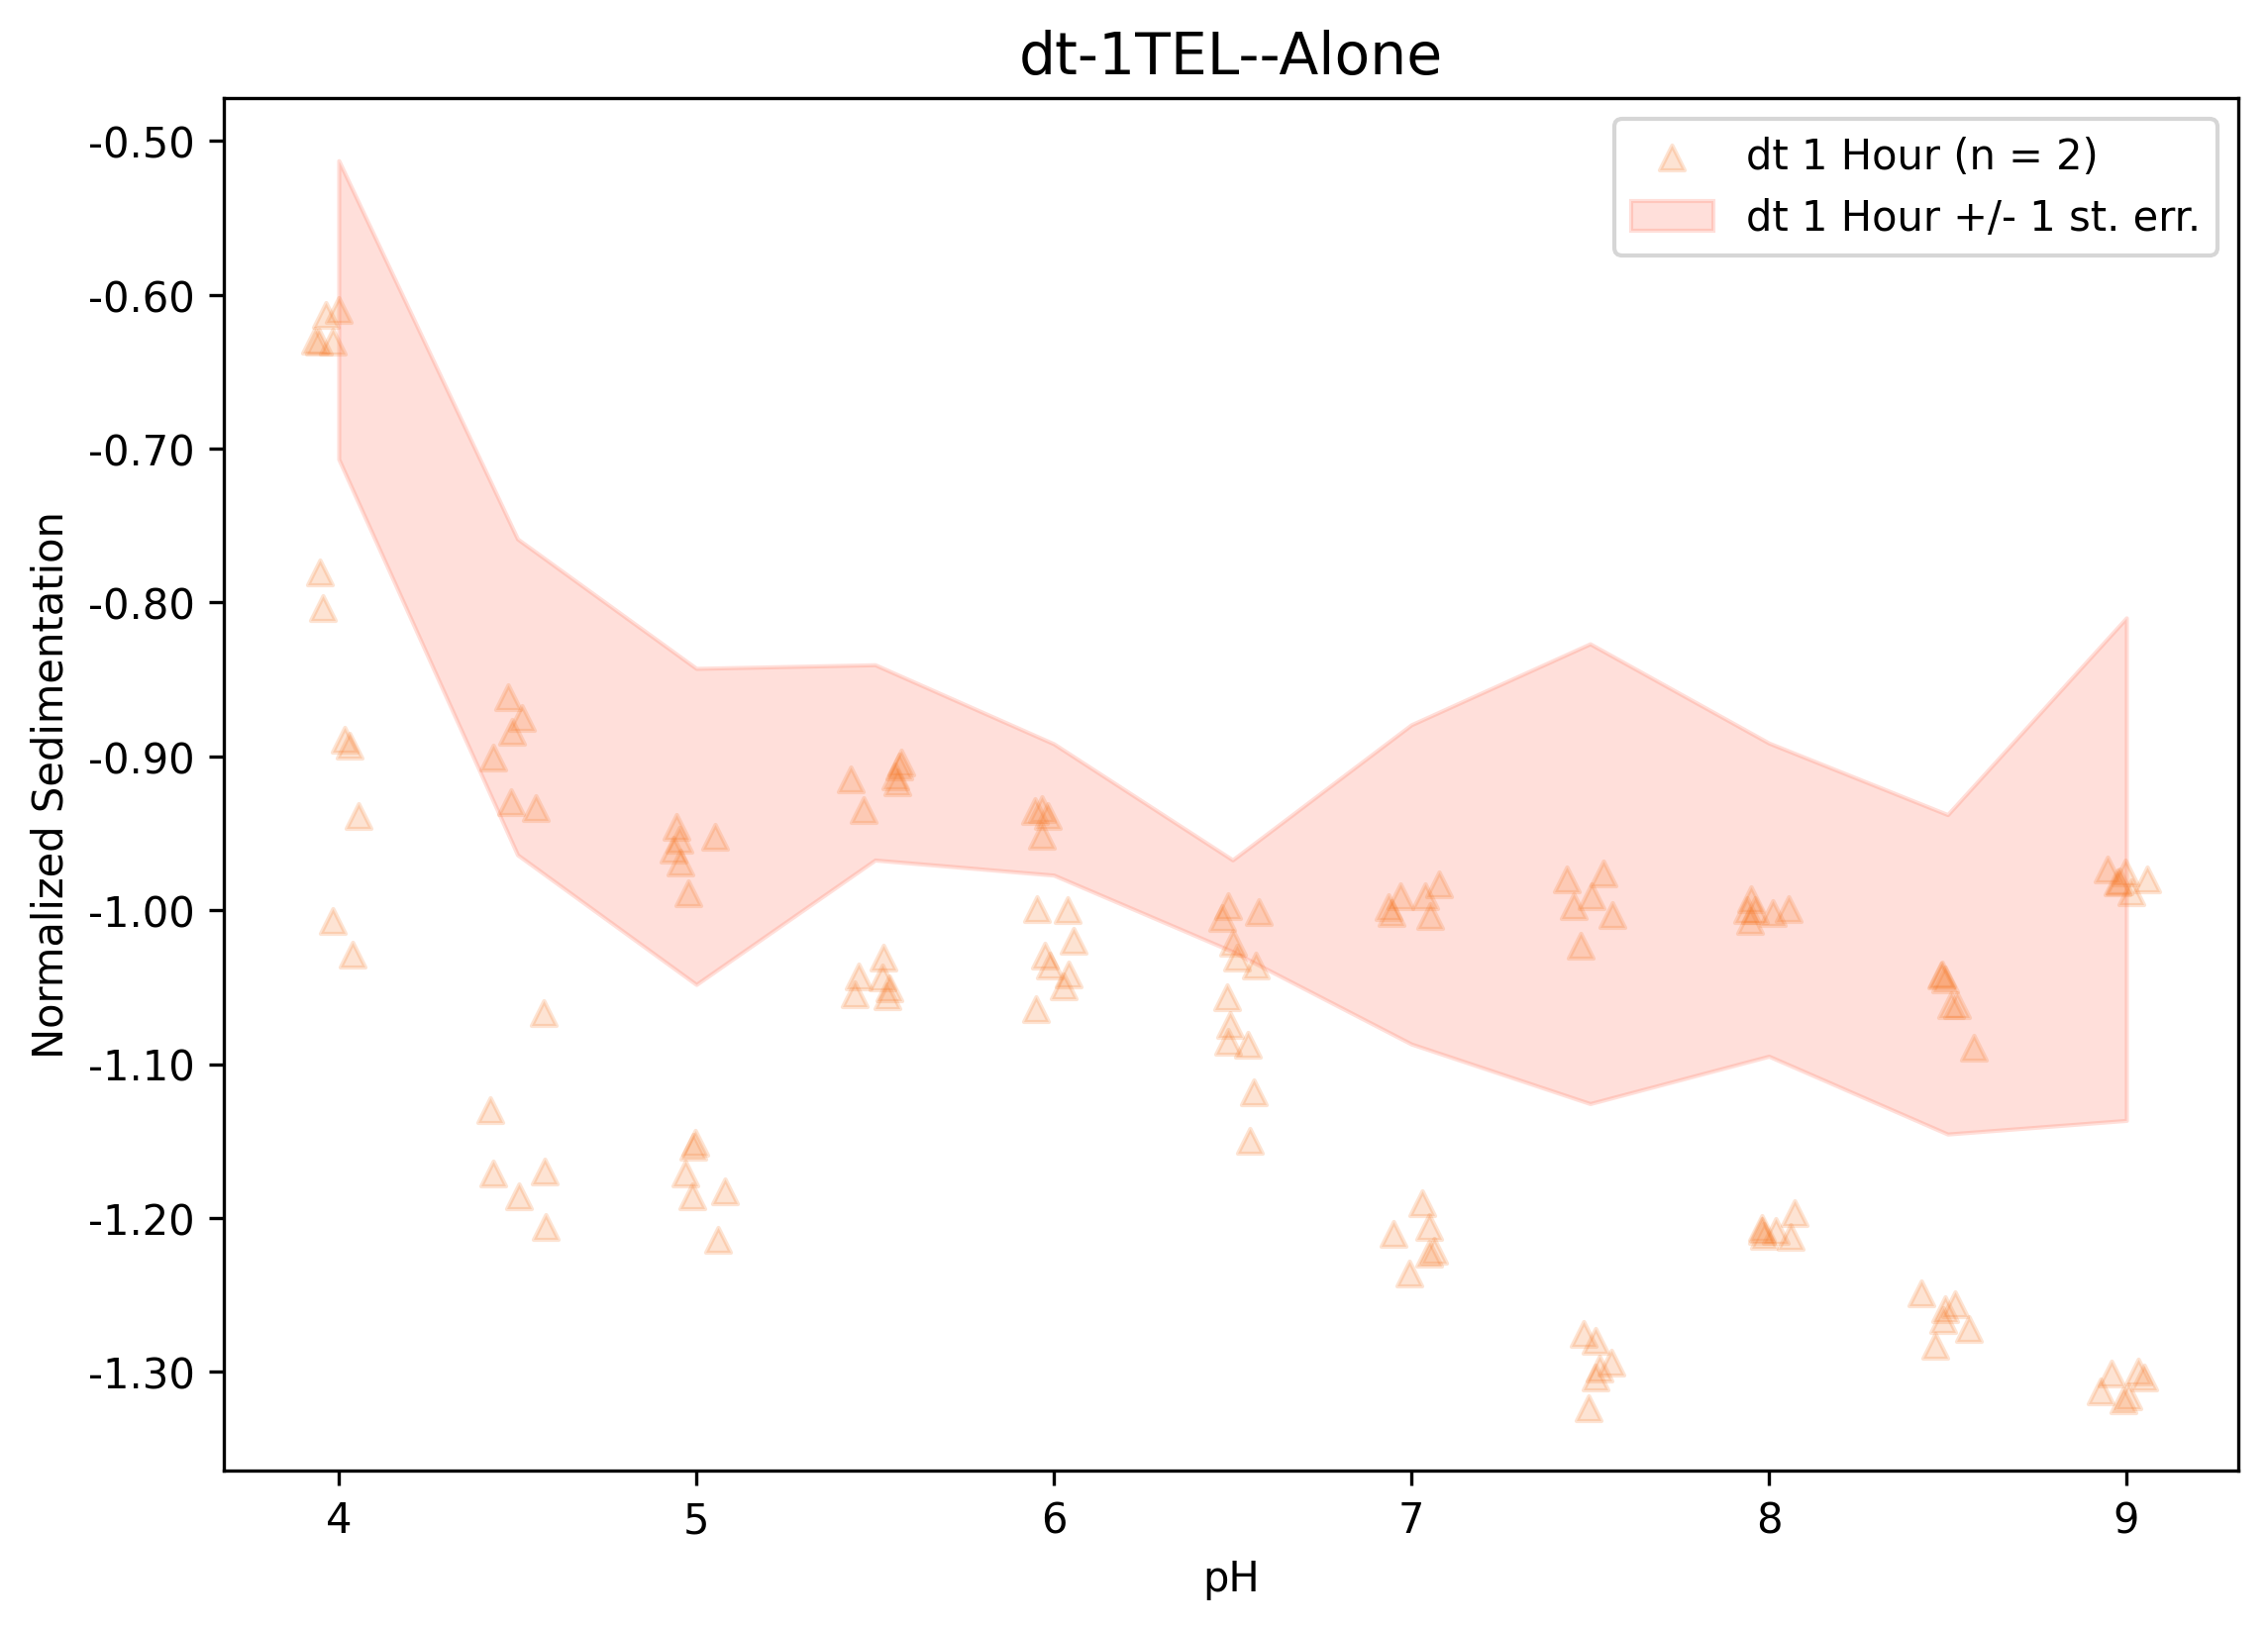 dt-1TEL--Alone
dt 1 Hour (n = 2)
dt 1 Hour +/- 1 st. err.
Normalized Sedimentation
-0.50
-0.60
-0.70
-0.80
-0.90
-1.00
-1.10
-1.20
-1.30
4 5 6 7 8 9
pH